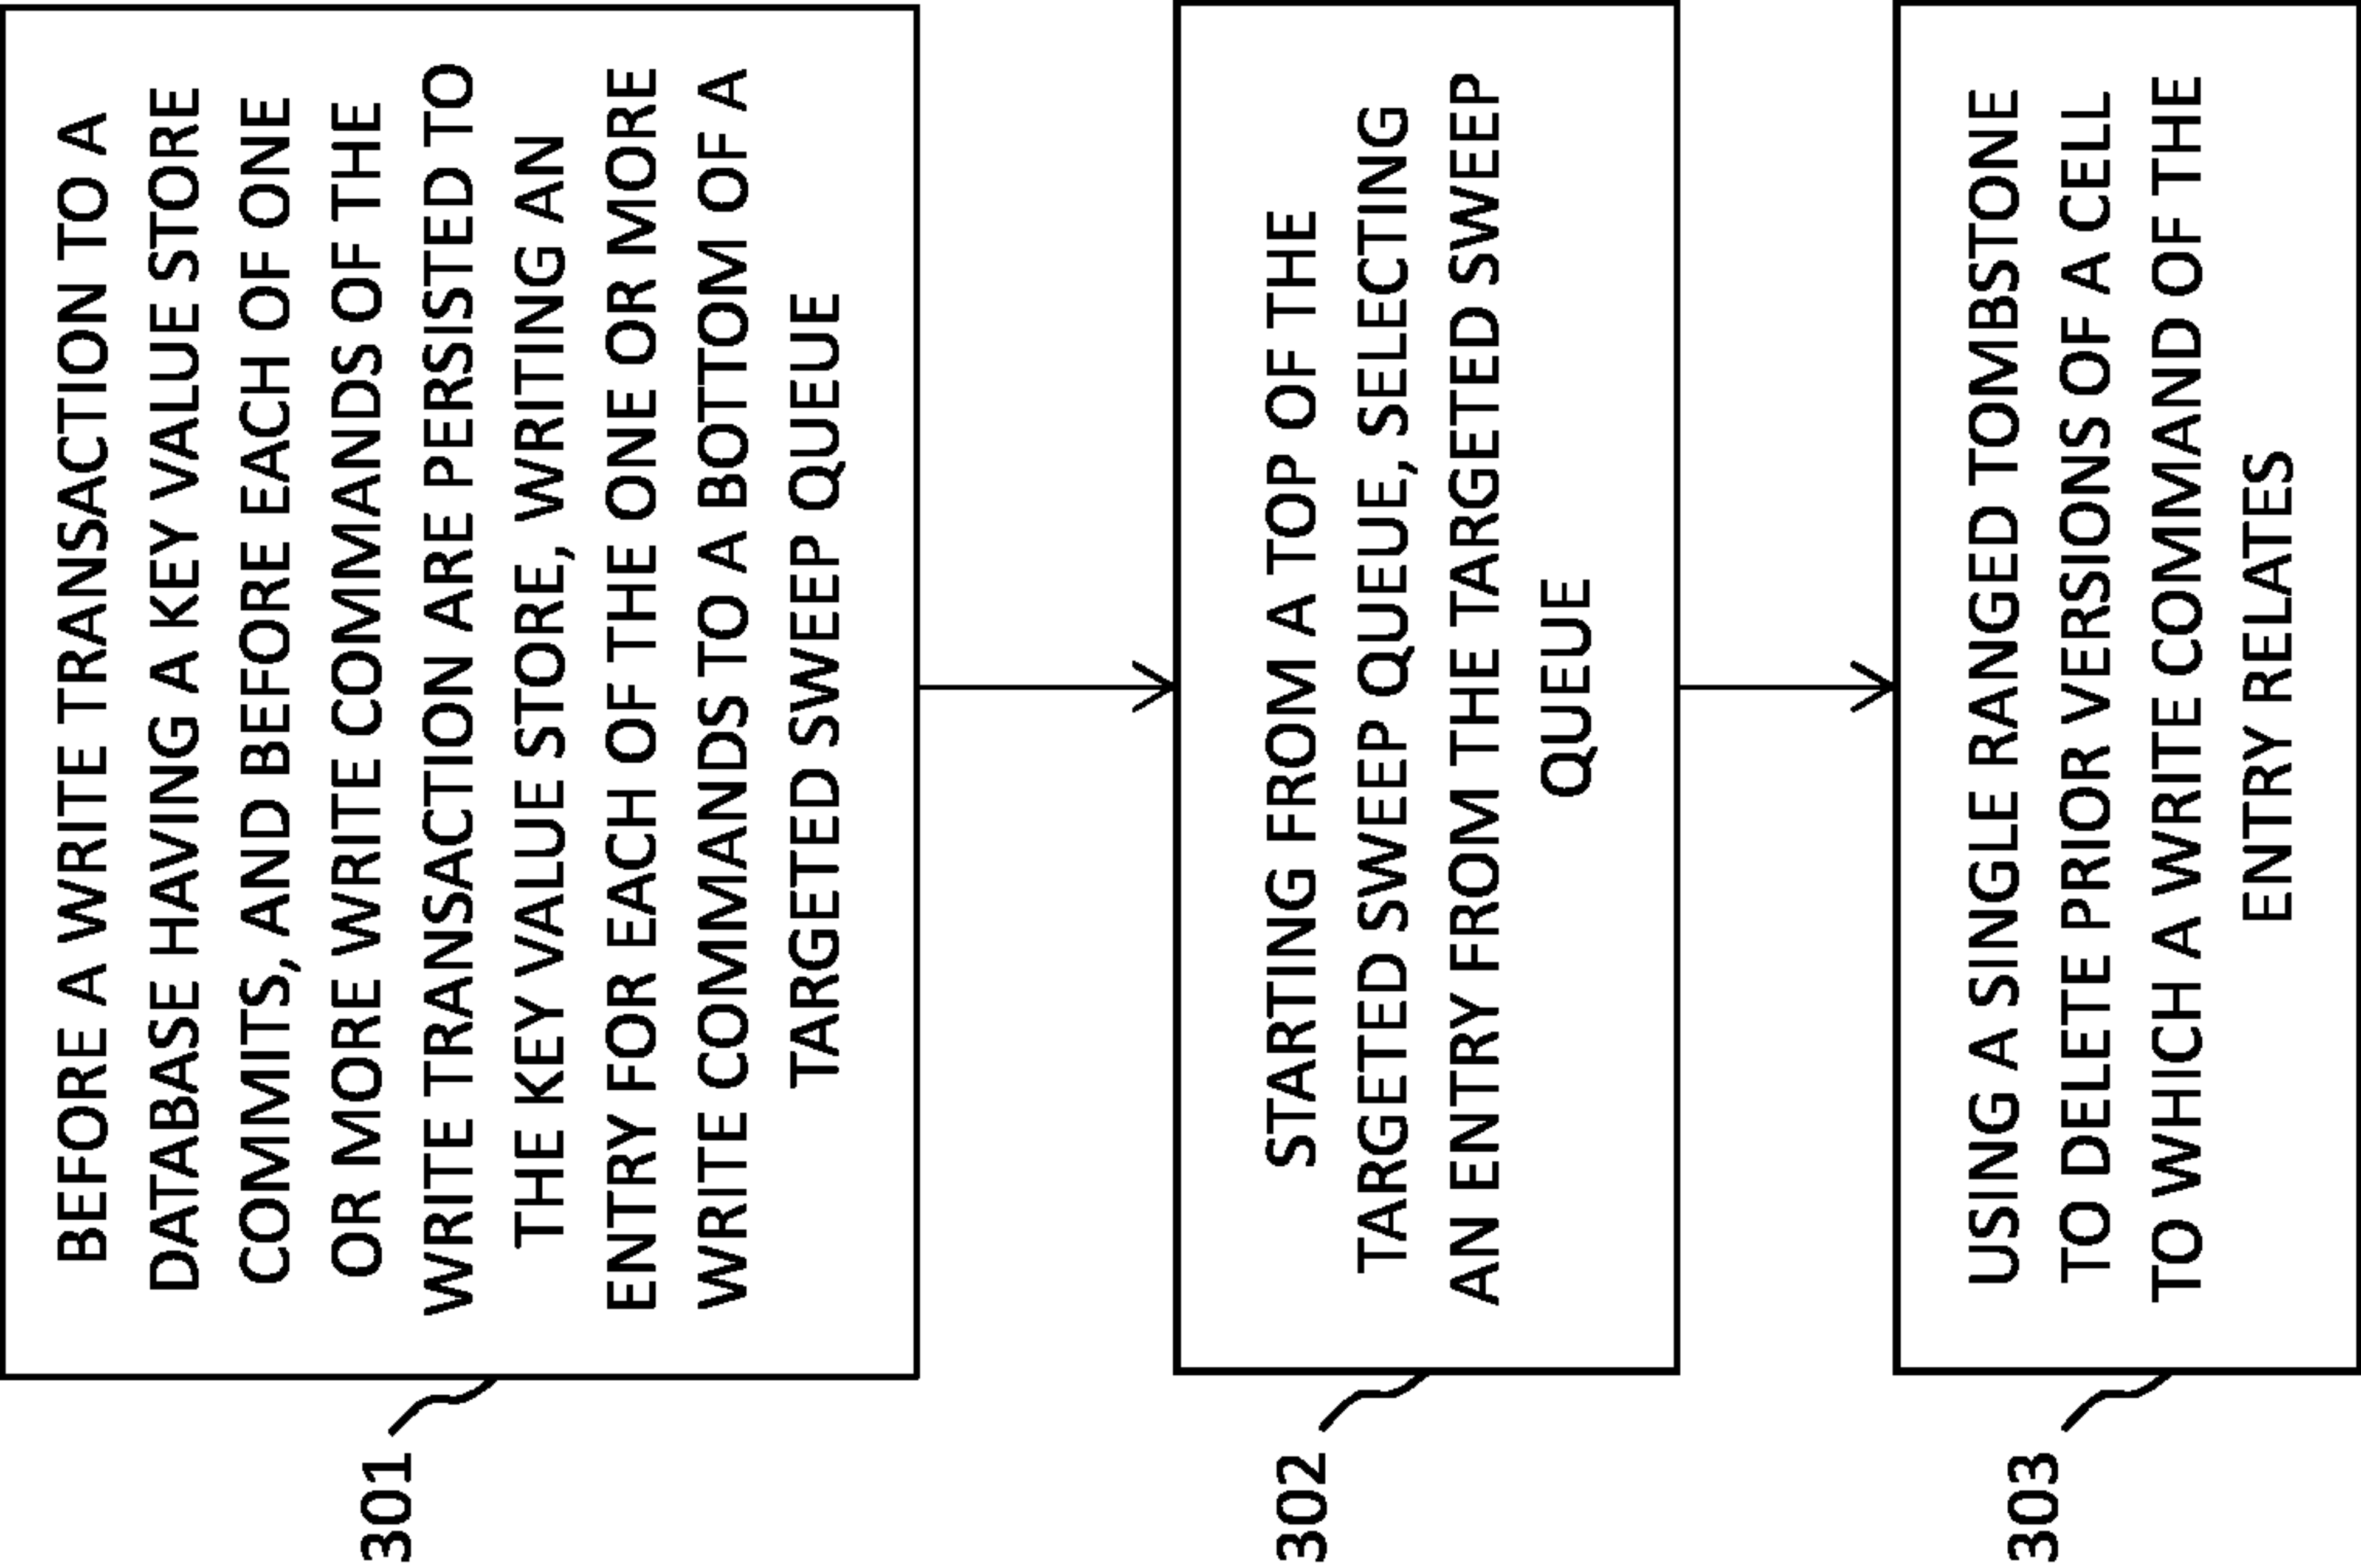 BEFORE A WRITE TRANSACTION TO A
DATABASE HAVING A KEY VALUE STORE
COMMITS, AND BEFORE EACH OF ONE
OR MORE WRITE COMMANDS OF THE
WRITE TRANSACTION ARE PERSISTED TO
THE KEY VALUE STORE, WRITING AN
ENTRY FOR EACH OF THE ONE OR MORE
WRITE COMMANDS TO A BOTTOM OF A
TARGETED SWEEP QUEUE
301
STARTING FROM A TOP OF THE
TARGETED SWEEP QUEUE, SELECTING
AN ENTRY FROM THE TARGETED SWEEP
QUEUE
302
USING A SINGLE RANGED TOMBSTONE
TO DELETE PRIOR VERSIONS OF A CELL
TO WHICH A WRITE COMMAND OF THE
ENTRY RELATES
303